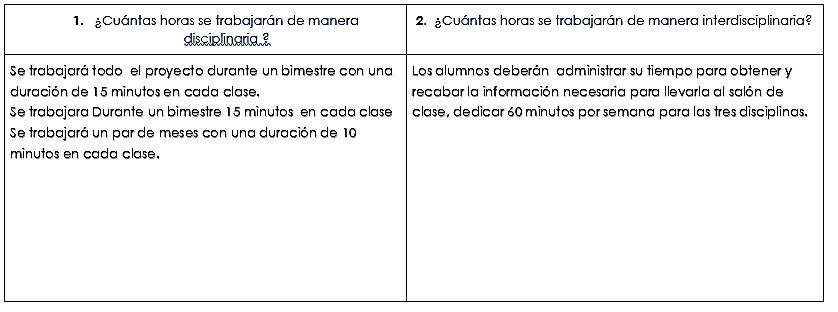 1. ¿Cuántas horas se trabajarán de manera
disciplinaria ?
2. ¿Cuántas horas se trabajarán de manera interdisciplinaria?
Se trabajará todo el proyecto durante un bimestre con una
duración de 15 minutos en cada clase.
Se trabajara Durante un bimestre 15 minutos en cada clase
Se trabajará un par de meses con una duración de 10
minutos en cada clase.
Los alumnos deberán administrar su tiempo para obtener y
recabar la información necesaria para llevarla al salón de
clase, dedicar 60 minutos por semana para las tres disciplinas.